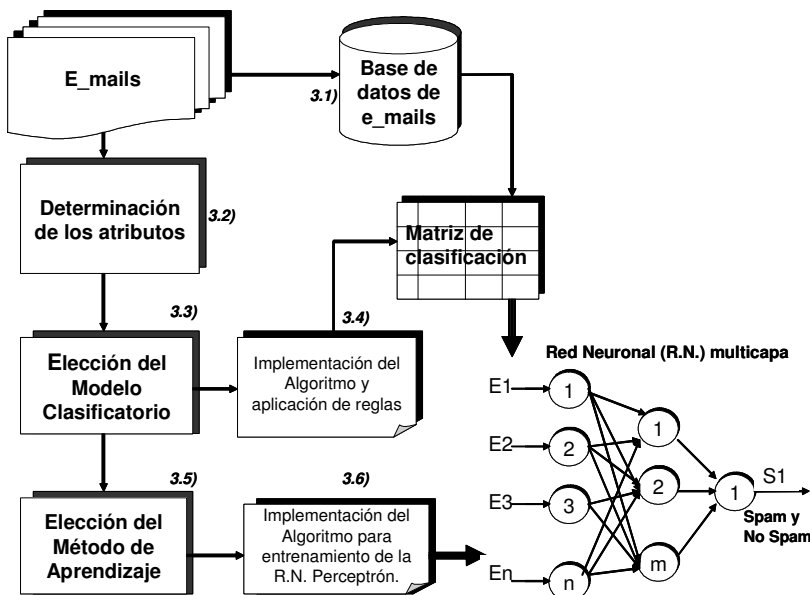 E_mails
3.1)
Base de
datos de
e_mails
Determinación
de los atributos
3.2)
Matriz de
clasificación
3.3)
Elección del
Modelo
Clasificatorio
3.4)
Implementación del
Algoritmo y
aplicación de reglas
3.5)
Elección del
Método de
Aprendizaje
3.6)
Implementación del
Algoritmo para
entrenamiento de la
R.N. Perceptrón.
Red Neuronal (R.N.) multicapa
E1
1
E2
2
E3
3
En
n
1
2
m
1
S1
Spam y
No Spam